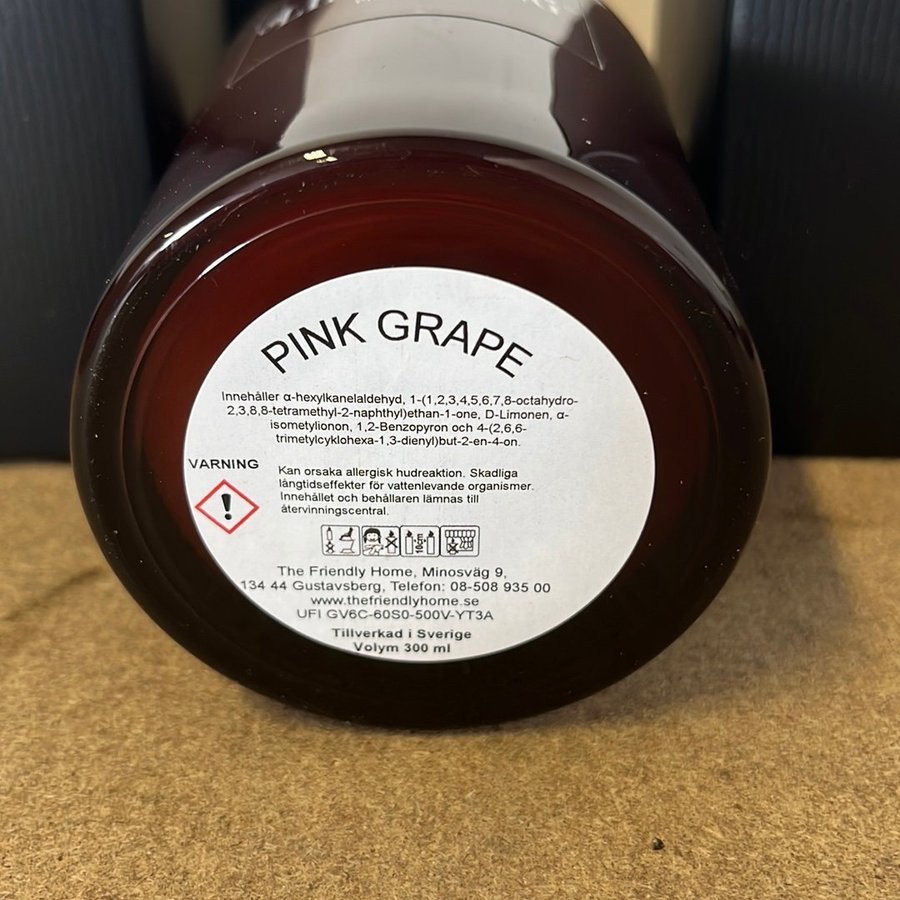 PINK GRAPE
Innehåller α-hexylkanelaldehyd, 1-(1,2,3,4,5,6,7,8-octahydro-
2,3,8,8-tetramethyl-2-naphthyl)ethan-1-one, D-Limonen, α-
isometylionon, 1,2-Benzopyron och 4-(2,6,6-
trimetylcyklohexa-1,3-dienyl)but-2-en-4-on.
VARNING
Kan orsaka allergisk hudreaktion. Skadliga
långtidseffekter för vattenlevande organismer.
Innehållet och behållaren lämnas till
återvinningscentral.
The Friendly Home, Minosväg 9,
134 44 Gustavsberg, Telefon: 08-508 935 00
www.thefriendlyhome.se
UFI GV6C-60S0-500V-YT3A
Tillverkad i Sverige
Volym 300 ml